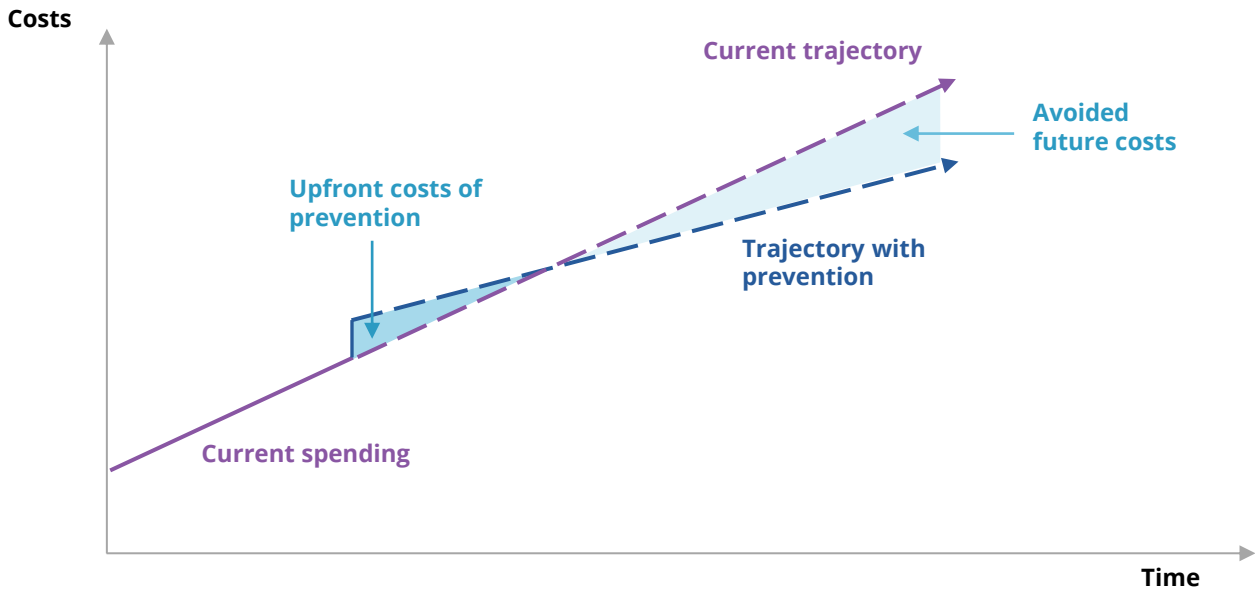 Costs
Current trajectory
Avoided
future costs
Upfront costs of
prevention
Trajectory with
prevention
Current spending
Time